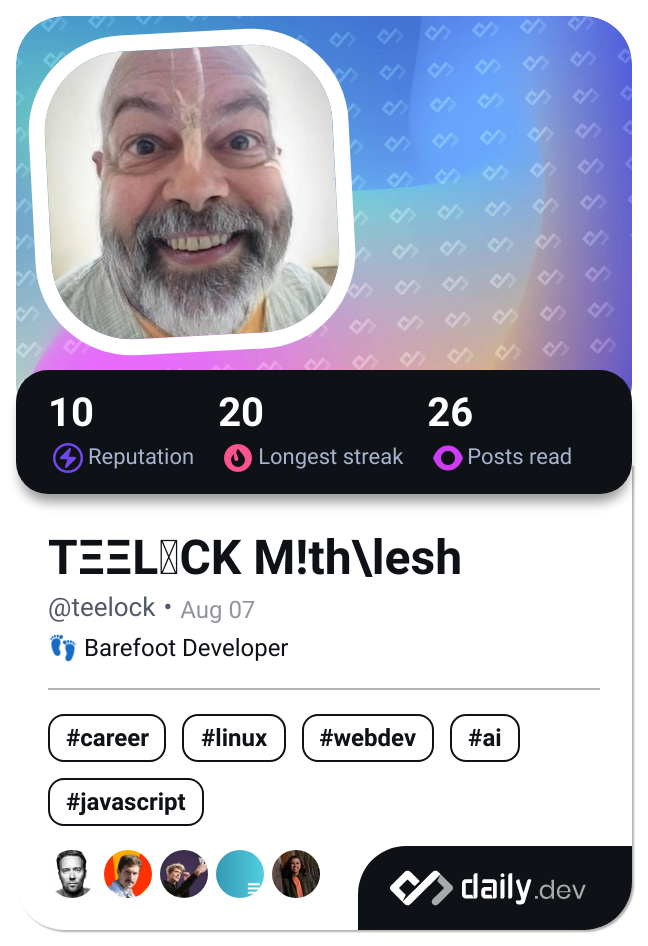 10 20 26
Reputation Longest streak Posts read
TΞΞL▯CK M!th\lesh
@teelock • Aug 07
👣 Barefoot Developer
#career #linux #webdev #ai
#javascript
daily.dev